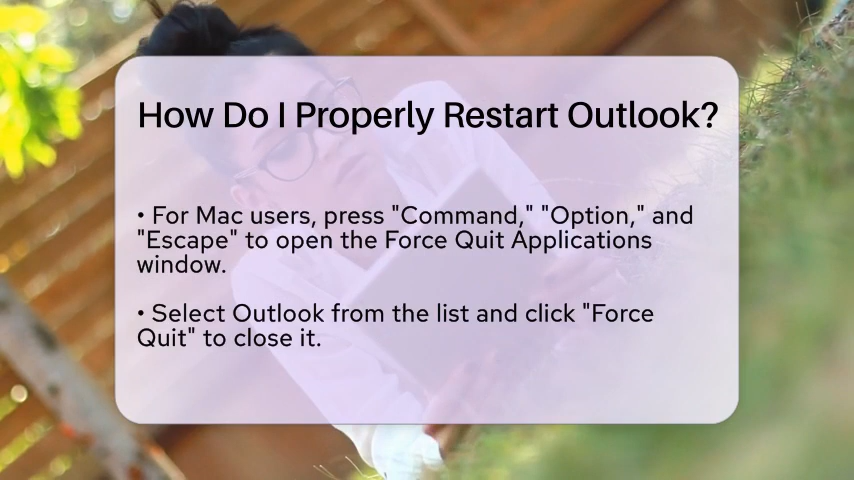 How Do I Properly Restart Outlook?
• For Mac users, press "Command," "Option," and
"Escape" to open the Force Quit Applications
window.
• Select Outlook from the list and click "Force
Quit" to close it.